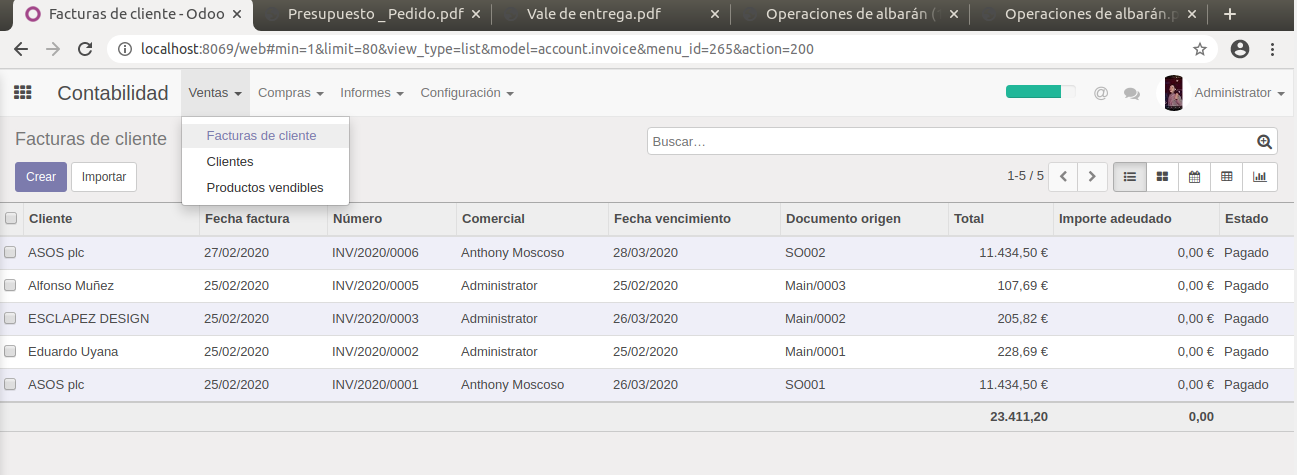 Facturas de cliente - Odoo Presupuesto _ Pedido.pdf Vale de entrega.pdf Operaciones de albarán ( Operaciones de albarán.p
localhost:8069/web#min=1&limit=80&view_type=list&model=account.invoice&menu_id=265&action=200
Contabilidad Ventas Compras Informes Configuración @ Administrator
Facturas de cliente Facturas de cliente Buscar...
Clientes
Crear Importar 1-5 / 5
Productos vendibles
Cliente Fecha factura Número Comercial Fecha vencimiento Documento origen Total Importe adeudado Estado
ASOS plc 27/02/2020 INV/2020/0006 Anthony Moscoso 28/03/2020 SO002 11.434,50 € 0,00 € Pagado
Alfonso Muñez 25/02/2020 INV/2020/0005 Administrator 25/02/2020 Main/0003 107,69 € 0,00 € Pagado
ESCLAPEZ DESIGN 25/02/2020 INV/2020/0003 Administrator 26/03/2020 Main/0002 205,82 € 0,00 € Pagado
Eduardo Uyana 25/02/2020 INV/2020/0002 Administrator 25/02/2020 Main/0001 228,69 € 0,00 € Pagado
ASOS plc 25/02/2020 INV/2020/0001 Anthony Moscoso 26/03/2020 SO001 11.434,50 € 0,00 € Pagado
23.411,20 0,00